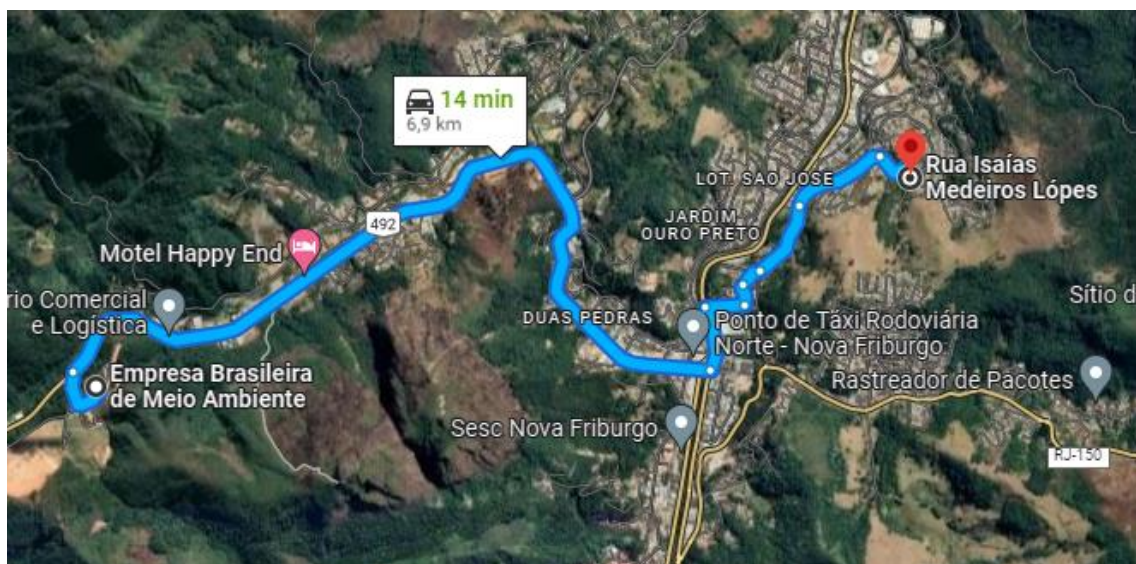 14 min
6,9 km
Rua Isaías
Medeiros Lópes
LOT. SAO JOSE
JARDIM
OURO PRETO
492
Motel Happy End
rio Comercial
e Logística
Sítio d
DUAS PEDRAS
Ponto de Táxi Rodoviária
Norte - Nova Friburgo
Empresa Brasileira
de Meio Ambiente
Rastreador de Pacotes
Sesc Nova Friburgo
RJ-150